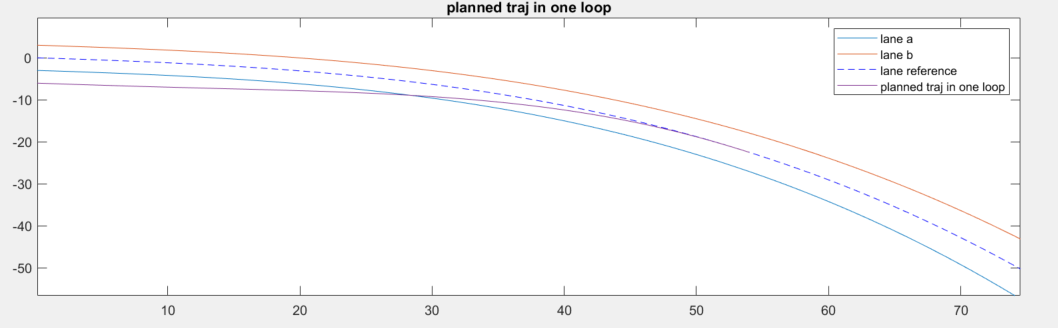 planned traj in one loop
lane a
lane b
lane reference
planned traj in one loop
0
-10
-20
-30
-40
-50
10 20 30 40 50 60 70